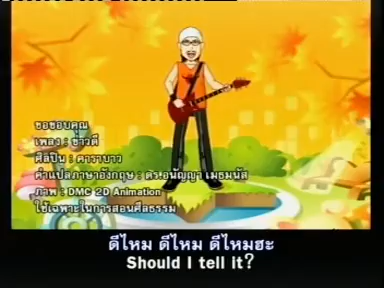 ขอขอบคุณ
เพลง : ข่าวดี
ศิลปิน : คาราบาว
คำแปลภาษาอังกฤษ : ดร.อนัญญา เมธมนัส
ภาพ : DMC 2D Animation
ใช้เฉพาะในการสอนศีลธรรม
ดีไหม ดีไหม ดีไหมฮะ
Should I tell it?